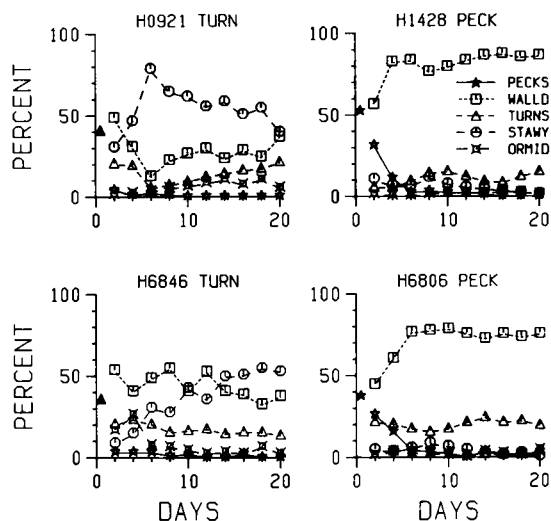 H0921 TURN
H1428 PECK
100
50
0
PERCENT
0 10 20
100
50
0
PECKS
WALLD
TURNS
STAWY
ORMID
0 10 20
H6846 TURN
H6806 PECK
100
50
0
PERCENT
0 10 20
DAYS
100
50
0
0 10 20
DAYS